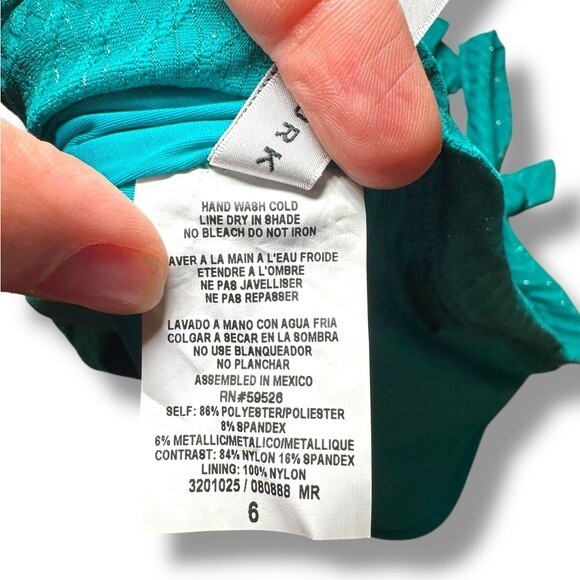 ORK
HAND WASH COLD
LINE DRY IN SHADE
NO BLEACH DO NOT IRON
AVER A LA MAIN A L'EAU FROIDE
ETENDRE A L'OMBRE
NE PAS JAVELLISER
NE PAS REPASSER
LAVADO A MANO CON AGUA FRIA
COLGAR A SECAR EN LA SOMBRA
NO USE BLANQUEADOR
NO PLANCHAR
ASSEMBLED IN MEXICO
RN#59526
SELF: 86% POLYESTER/POLIESTER
8% SPANDEX
6% METALLIC/METALICO/METALLIQUE
CONTRAST: 84% NYLON 16% SPANDEX
LINING: 100% NYLON
3201025 / 080888 MR
6